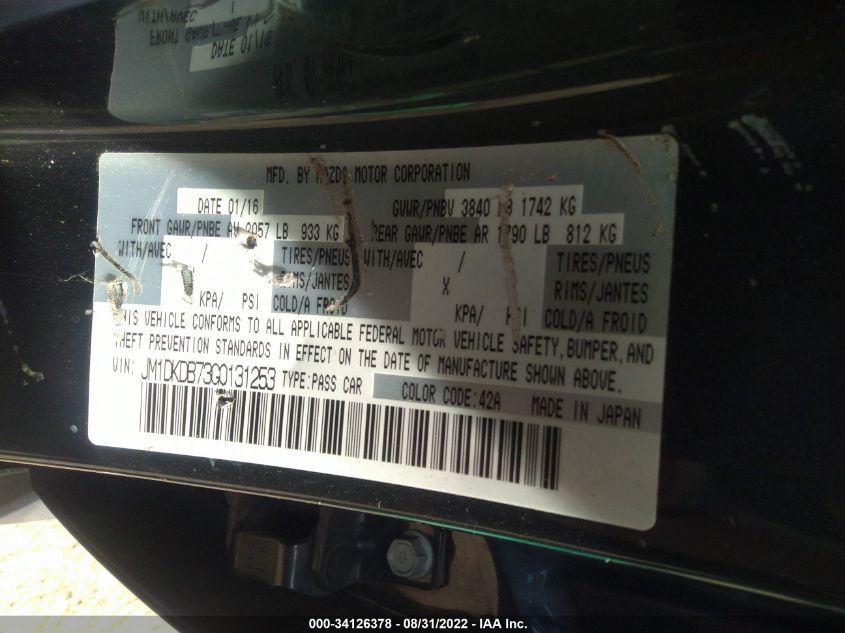 DATE 01/16
MFD. BY MAZDA MOTOR CORPORATION
DATE 01/16 GVWR/PNBV 3840 LB 1742 KG
FRONT GAWR/PNBE AV 2057 LB 933 KG REAR GAWR/PNBE AR 1790 LB 812 KG
WITH/AVEC / TIRES/PNEUS WITH/AVEC / TIRES/PNEUS
RIMS/JANTES X RIMS/JANTES
KPA/ PSI COLD/A FROID KPA/ PSI COLD/A FROID
THIS VEHICLE CONFORMS TO ALL APPLICABLE FEDERAL MOTOR VEHICLE SAFETY, BUMPER, AND
THEFT PREVENTION STANDARDS IN EFFECT ON THE DATE OF MANUFACTURE SHOWN ABOVE.
VIN: JM1DKDB73G0131253 TYPE:PASS CAR COLOR CODE:42A MADE IN JAPAN
000-34126378 - 08/31/2022 - IAA Inc.